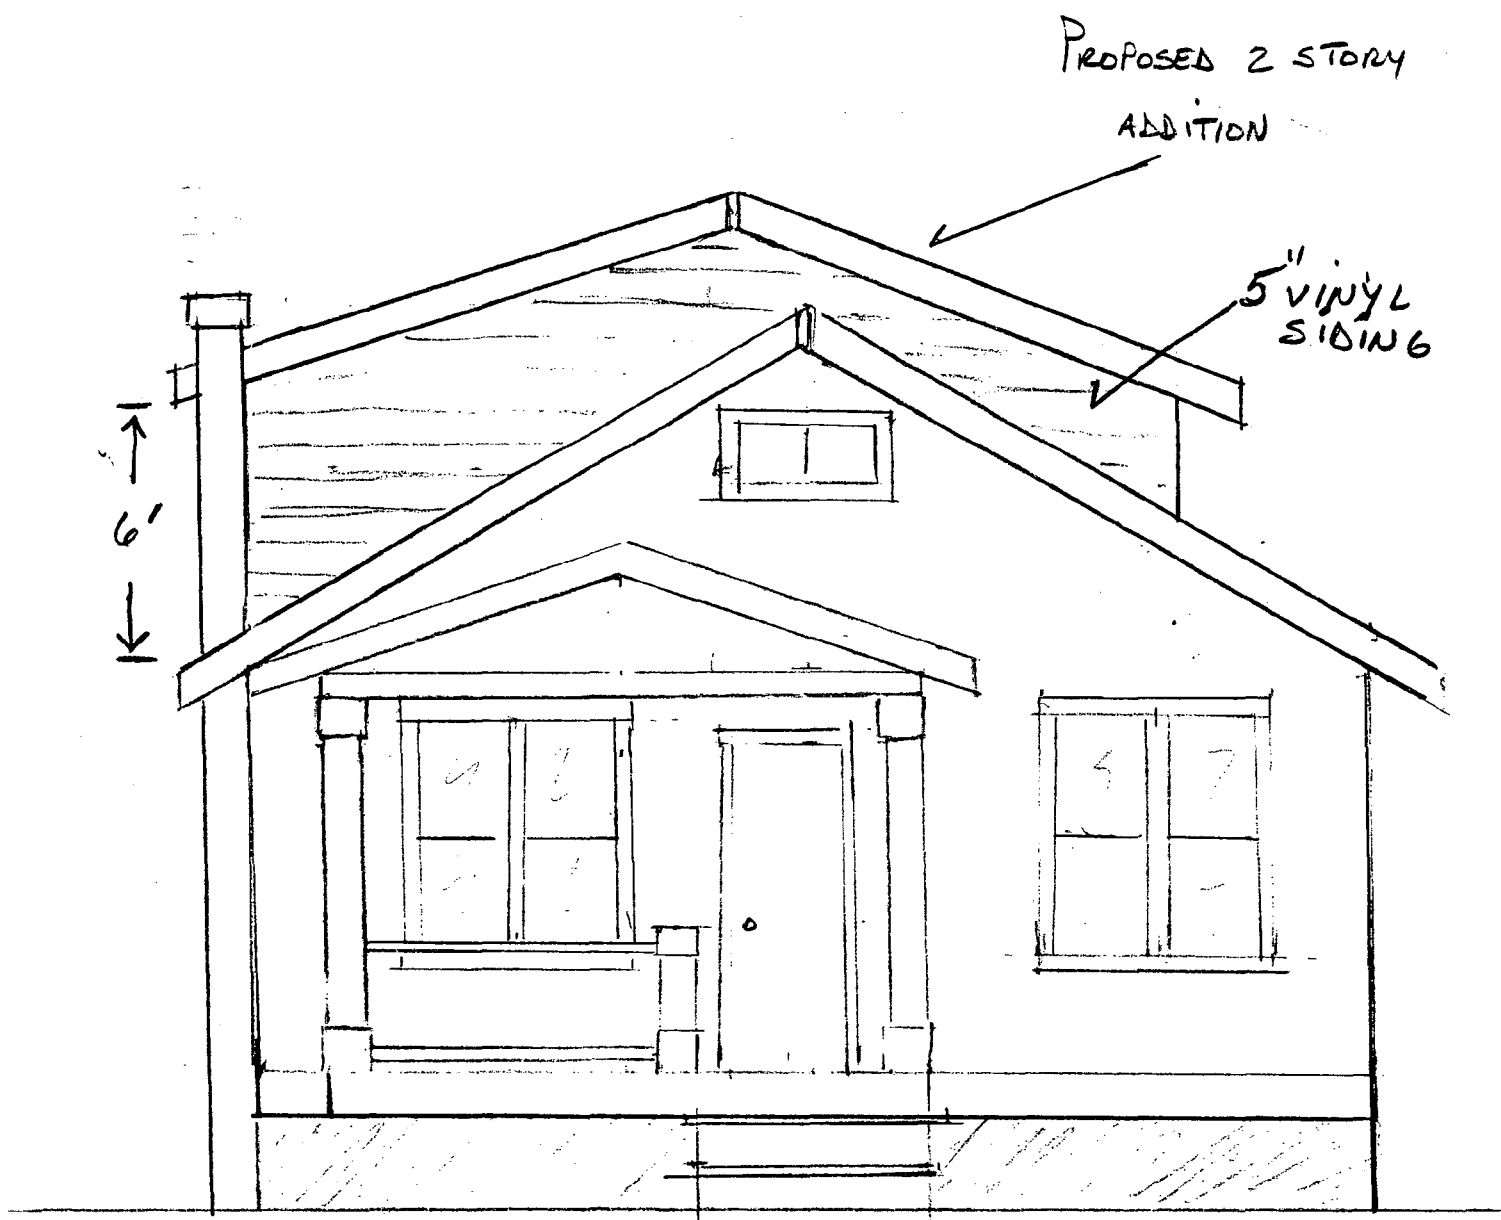 PROPOSED 2 STORY
ADDITION
5" VINYL
SIDING
6'